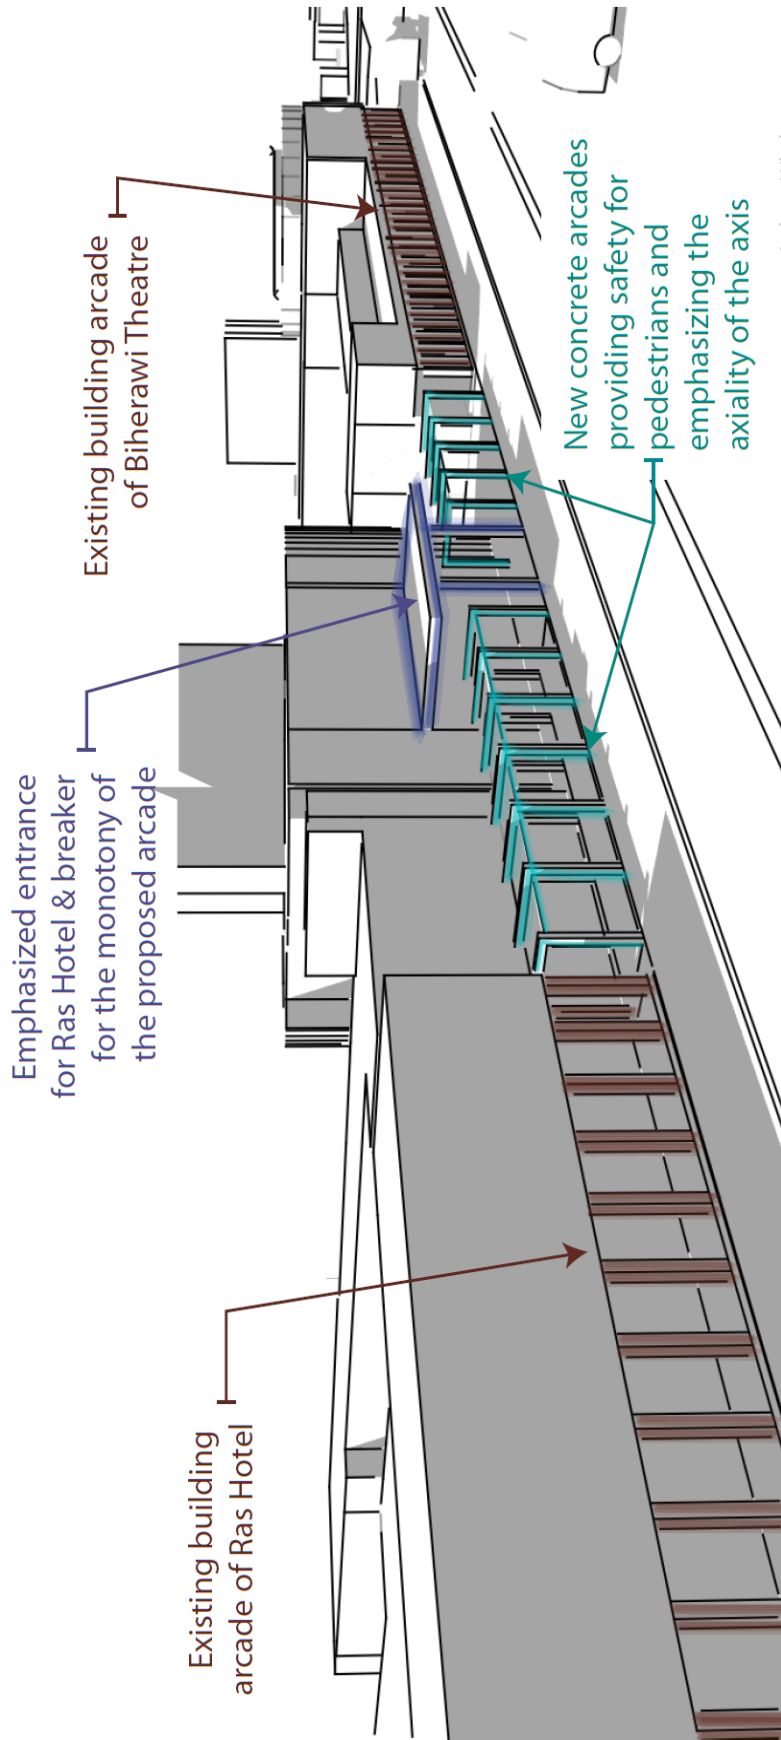 Existing building
arcade of Ras Hotel
Emphasized entrance
for Ras Hotel & breaker
for the monotony of
the proposed arcade
Existing building arcade
of Biherawi Theatre
New concrete arcades
providing safety for
pedestrians and
emphasizing the
axiality of the axis